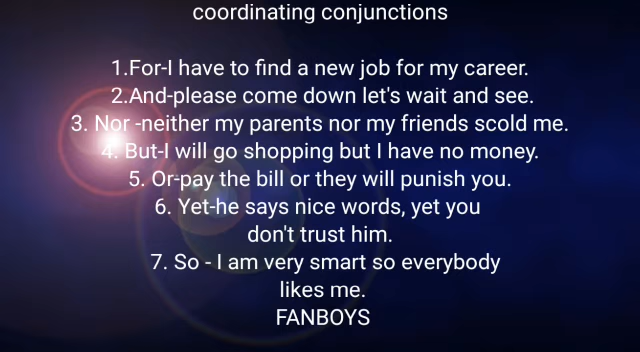 coordinating conjunctions
1.For-I have to find a new job for my career.
2.And-please come down let's wait and see.
3. Nor -neither my parents nor my friends scold me.
4. But-I will go shopping but I have no money.
5. Or-pay the bill or they will punish you.
6. Yet-he says nice words, yet you
don't trust him.
7. So - I am very smart so everybody
likes me.
FANBOYS